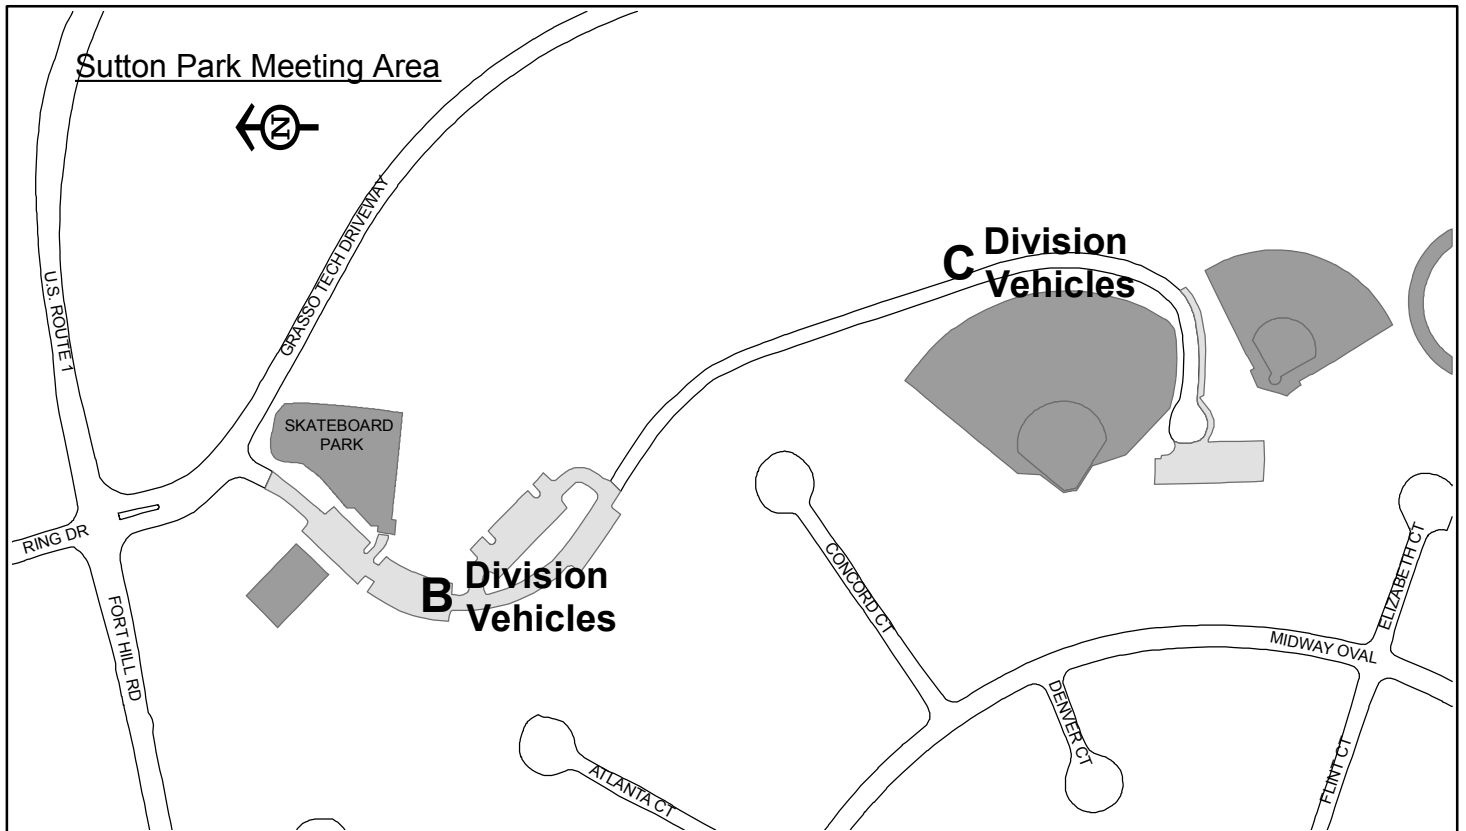 Sutton Park Meeting Area
N
U.S. ROUTE 1
GRASSO TECH DRIVEWAY
C Division
Vehicles
SKATEBOARD
PARK
RING DR
B Division
Vehicles
FORT HILL RD
CONCORD CT
ELIZABETH CT
MIDWAY OVAL
DENVER CT
ATLANTA CT
FLINT CT